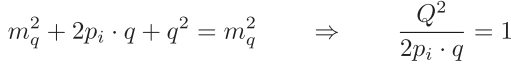 $m_q^2 + 2p_i \cdot q + q^2 = m_q^2 \qquad \Rightarrow \qquad \frac{Q^2}{2p_i \cdot q} = 1$